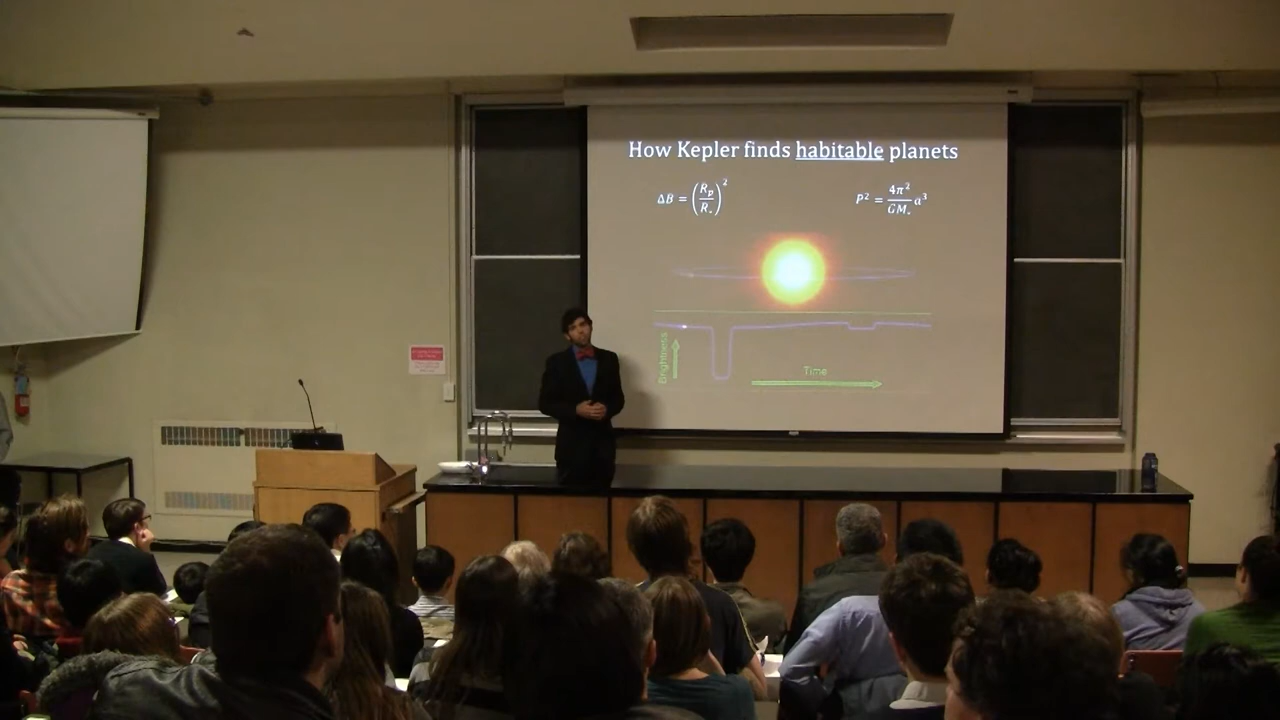 How Kepler finds habitable planets
ΔB = (Rₚ/R*)²
P² = 4π²/GM* a³
Brightness
Time